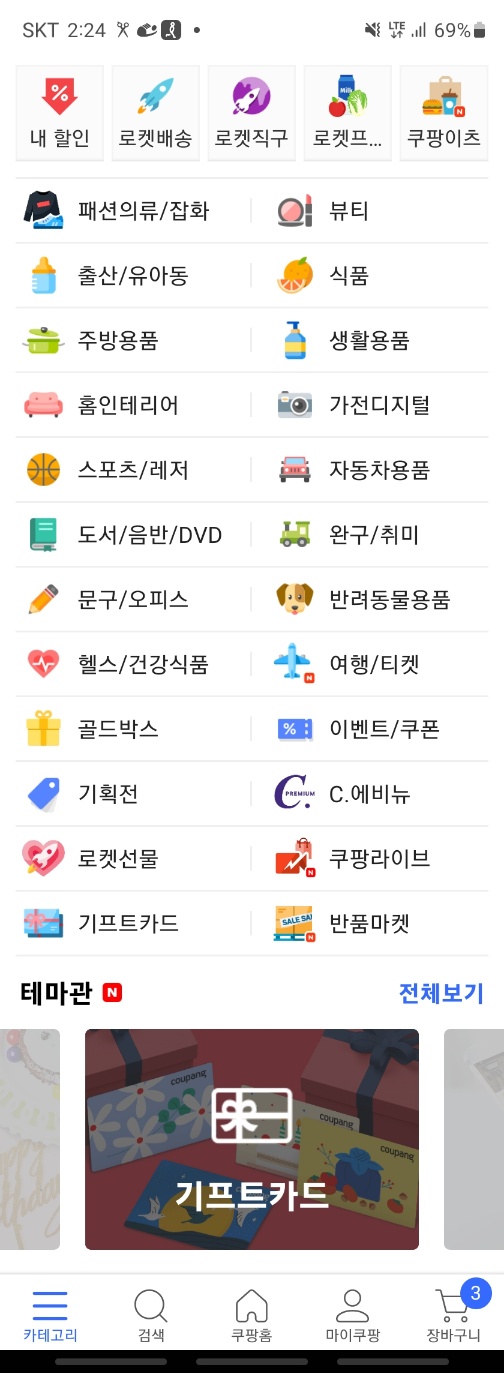 SKT 2:24 LTE 69%
내 할인 로켓배송 로켓직구 로켓프... 쿠팡이츠
패션의류/잡화 뷰티
출산/유아동 식품
주방용품 생활용품
홈인테리어 가전디지털
스포츠/레저 자동차용품
도서/음반/DVD 완구/취미
문구/오피스 반려동물용품
헬스/건강식품 여행/티켓
골드박스 이벤트/쿠폰
기획전 C.PREMIUM C.에비뉴
로켓선물 쿠팡라이브
기프트카드 SALE SAL 반품마켓
테마관 N 전체보기
coupang
coupang
coupang
기프트카드
3
카테고리 검색 쿠팡홈 마이쿠팡 장바구니